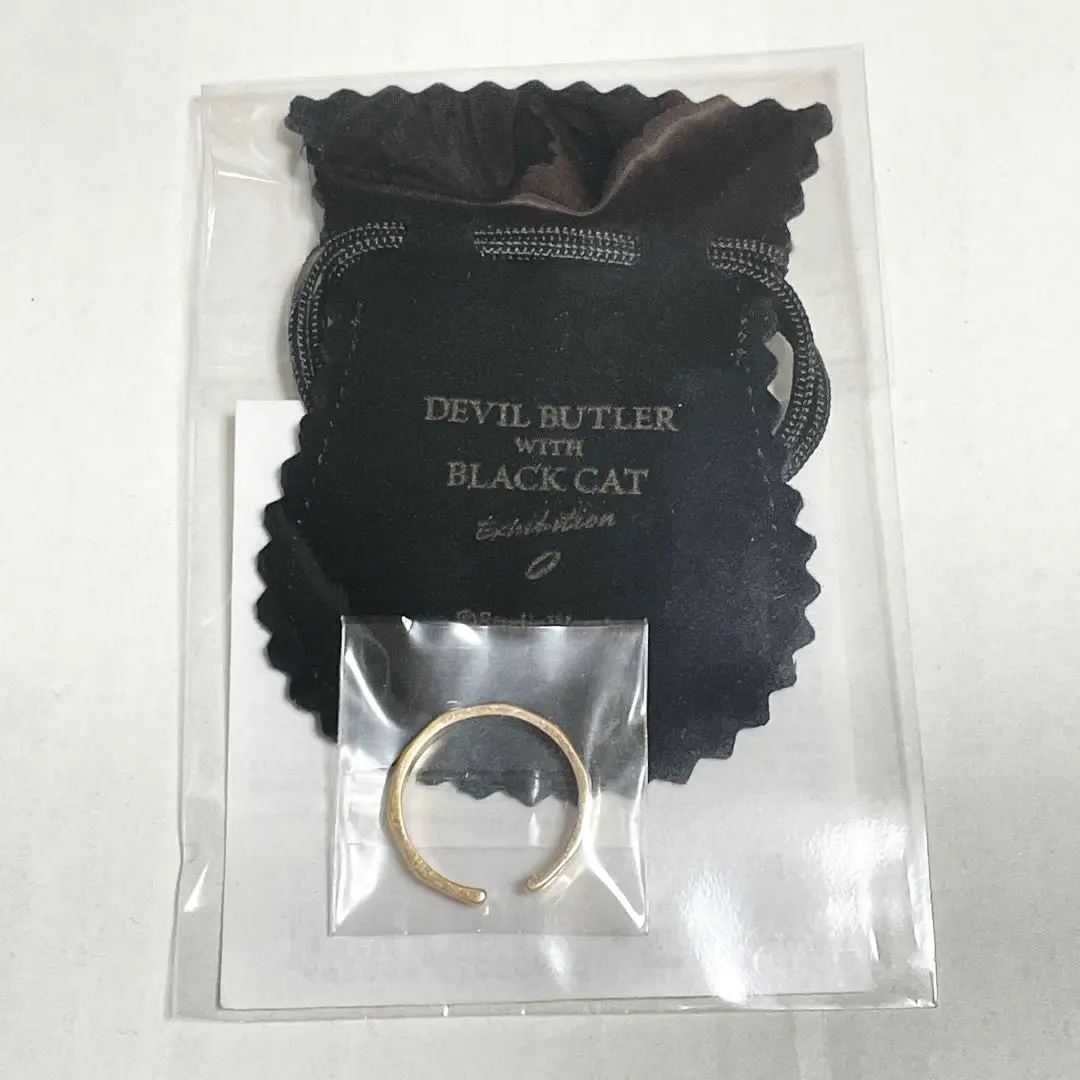 DEVIL BUTLER
WITH
BLACK CAT
Exhibition